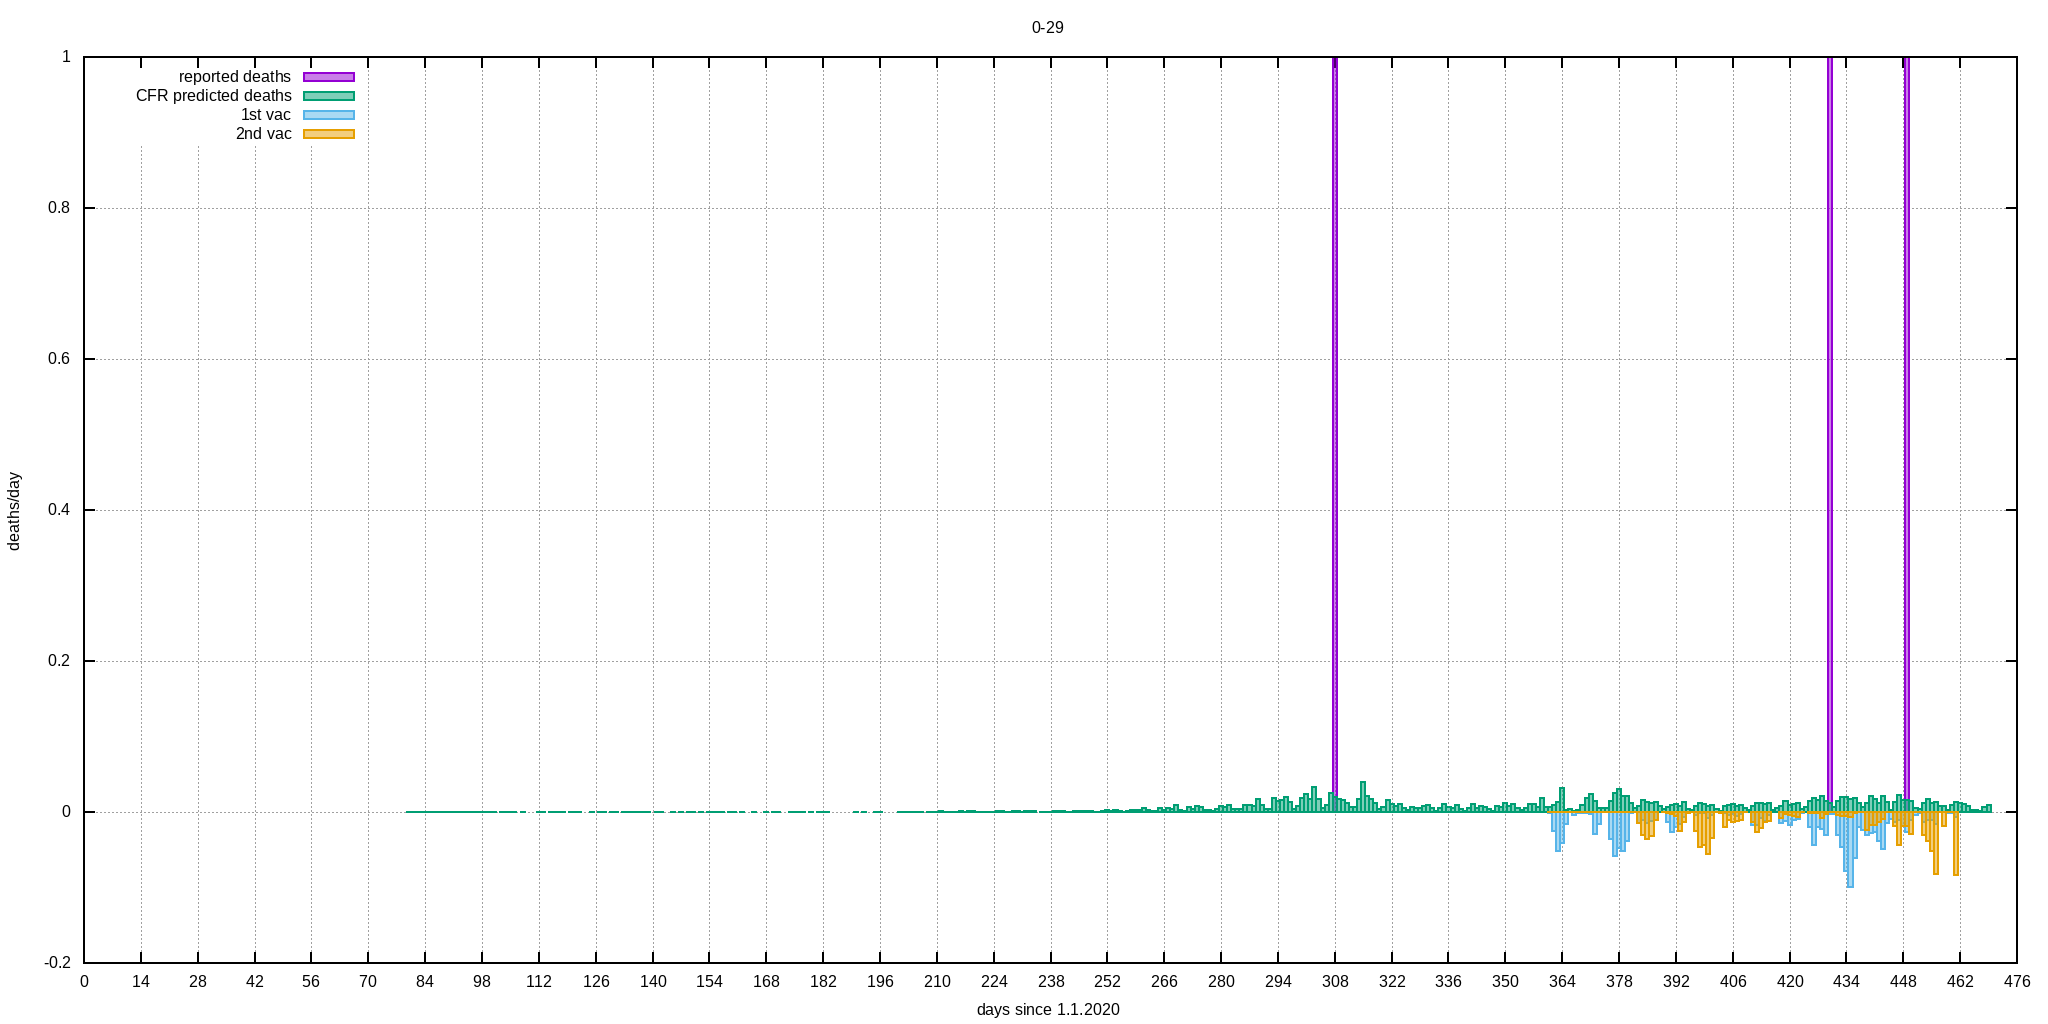 0-29
1
reported deaths
CFR predicted deaths
1st vac
2nd vac
0.8
0.6
0.4
0.2
0
-0.2
deaths/day
0 14 28 42 56 70 84 98 112 126 140 154 168 182 196 210 224 238 252 266 280 294 308 322 336 350 364 378 392 406 420 434 448 462 476
days since 1.1.2020